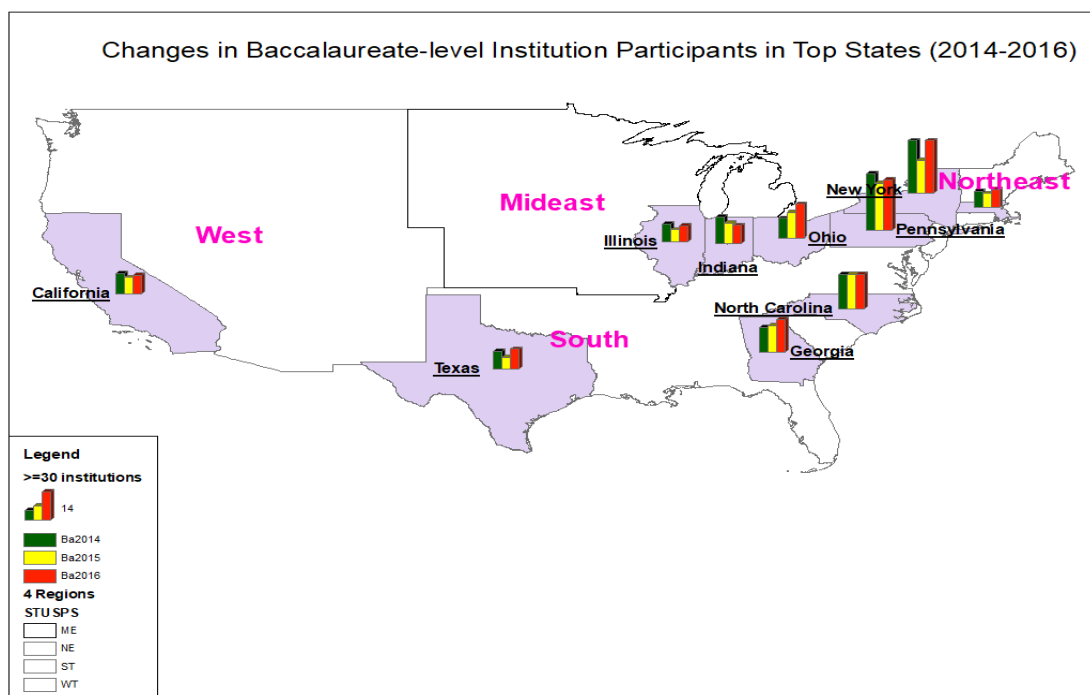 Changes in Baccalaureate-level Institution Participants in Top States (2014-2016)
Northeast
New York
Mideast
Pennsylvania
West
Illinois
Ohio
Indiana
California
North Carolina
South
Georgia
Texas
Legend
>=30 institutions
14
Ba2014
Ba2015
Ba2016
4 Regions
STUSPS
ME
NE
ST
WT